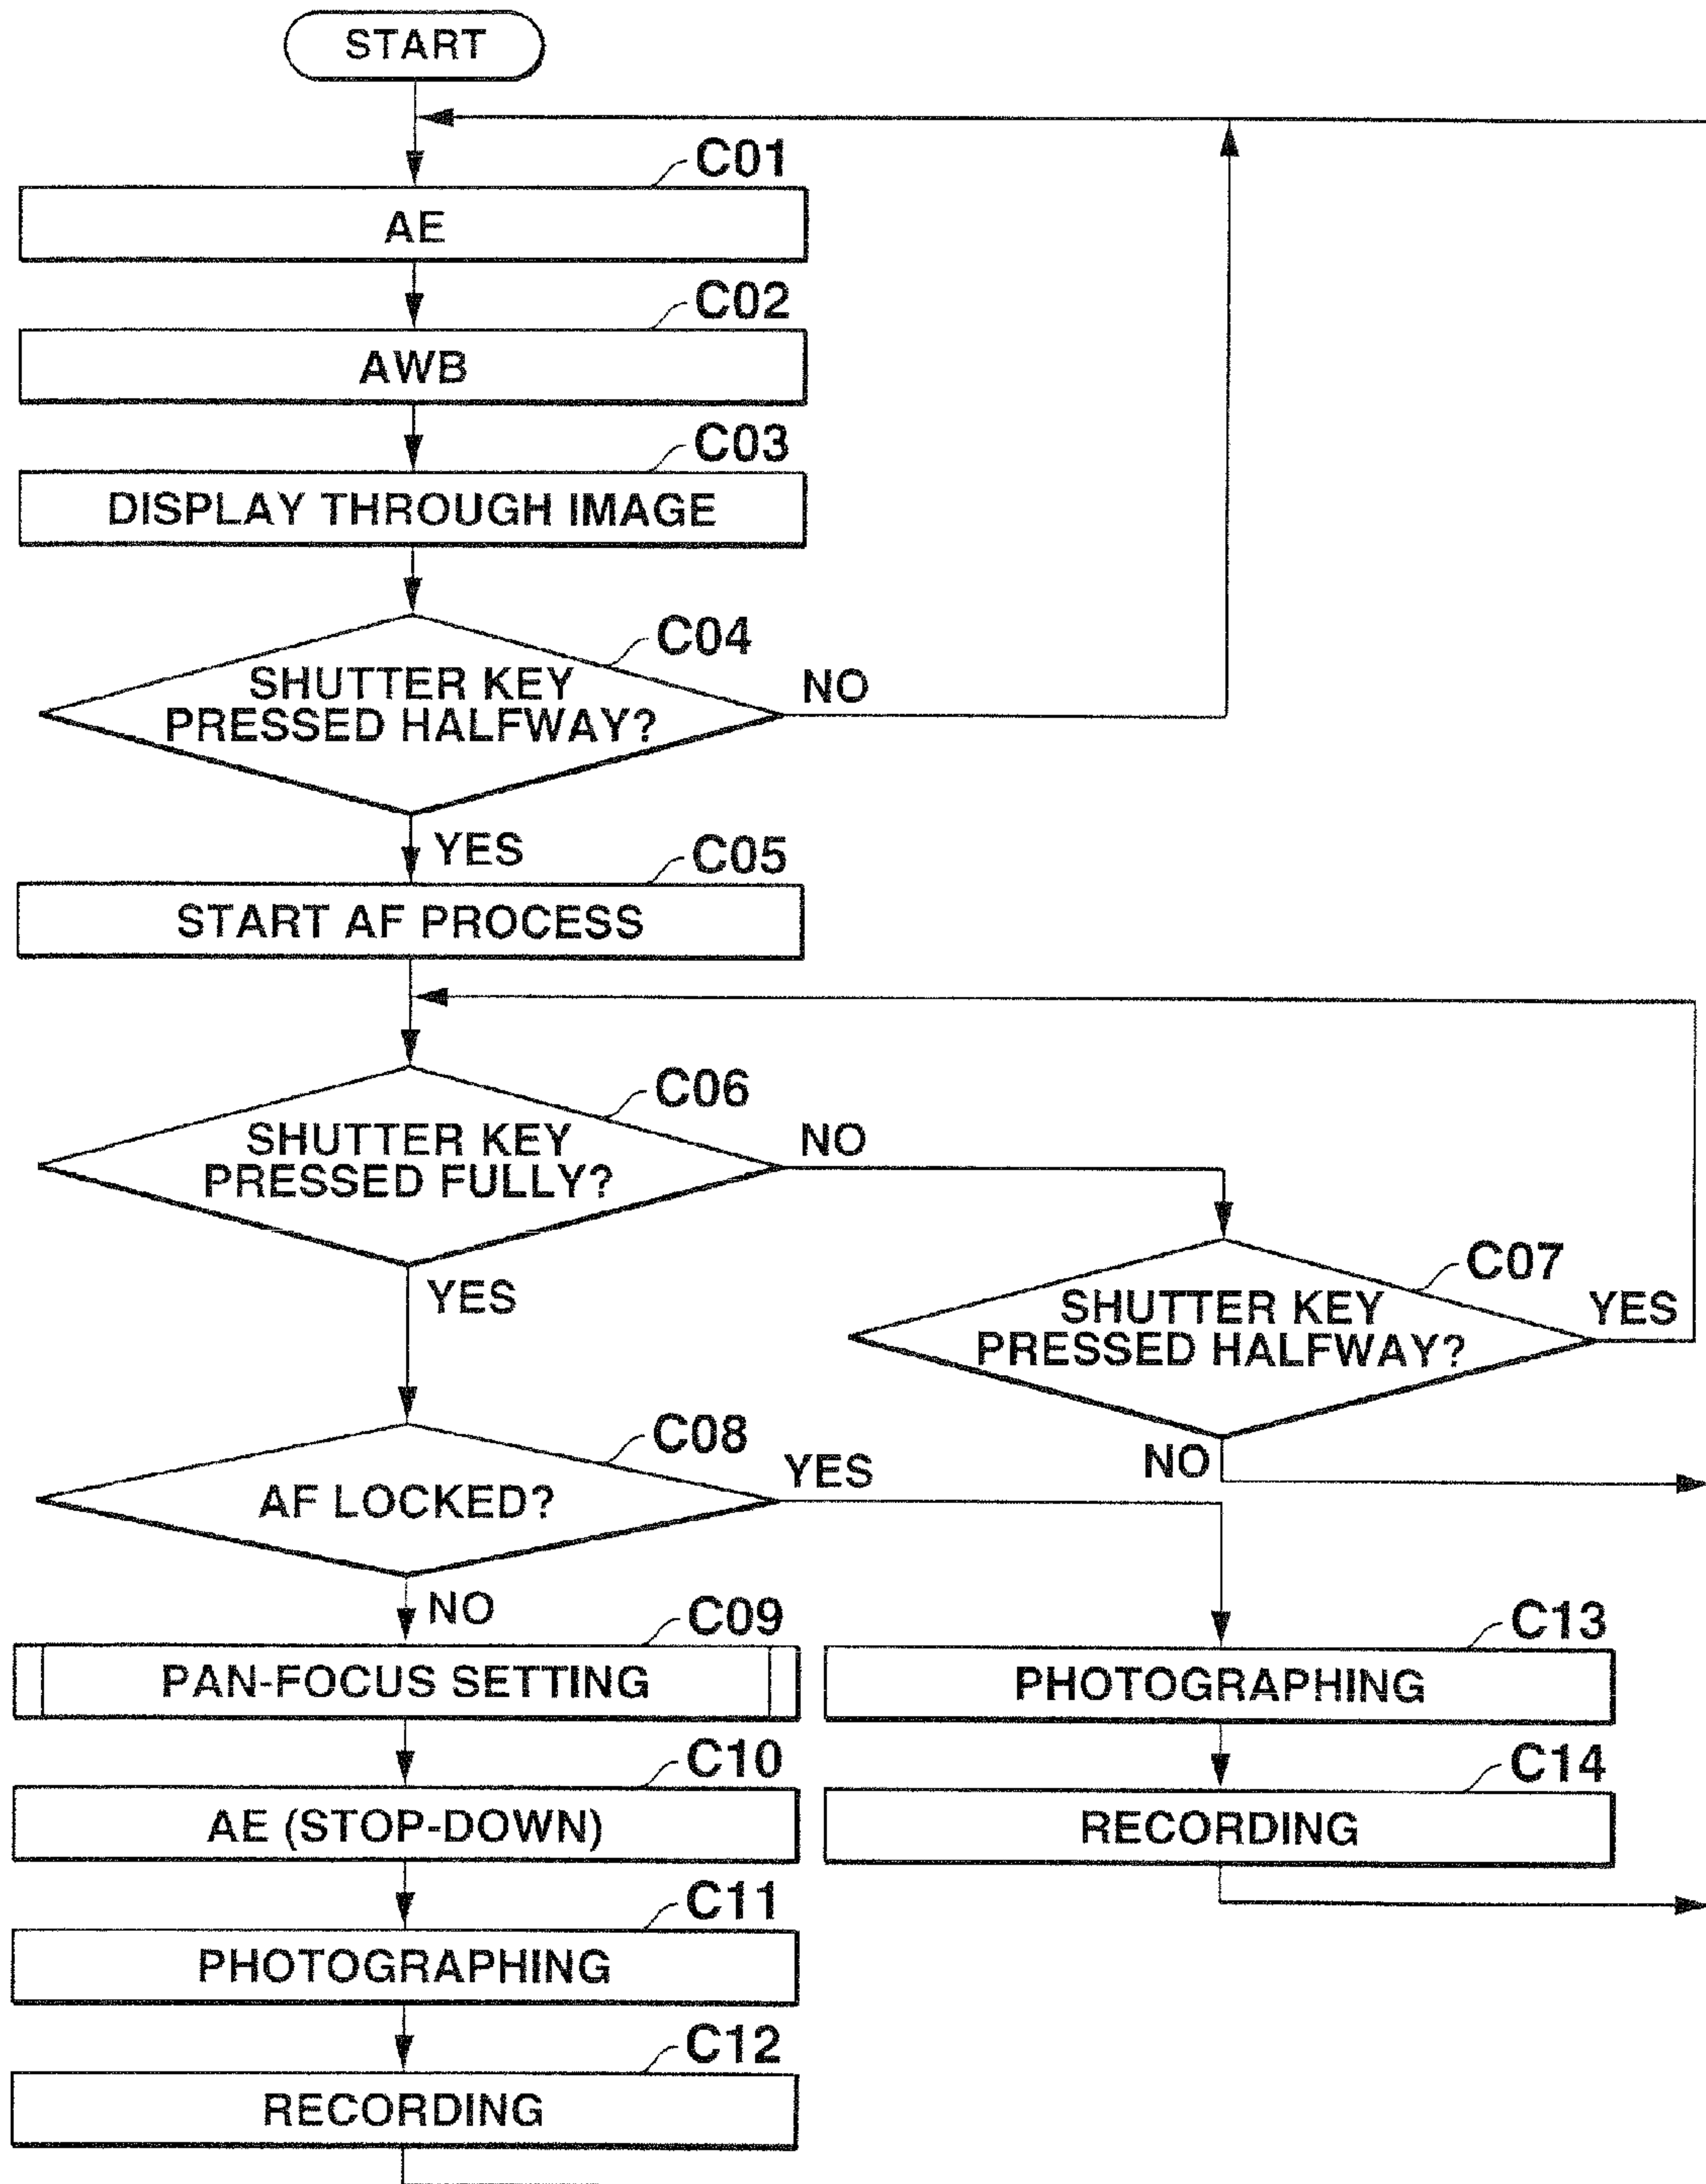 START
C01
AE
C02
AWB
C03
DISPLAY THROUGH IMAGE
C04
SHUTTER KEY
PRESSED HALFWAY?
NO
YES
C05
START AF PROCESS
C06
SHUTTER KEY
PRESSED FULLY?
NO
YES
C07
SHUTTER KEY
PRESSED HALFWAY?
YES
NO
C08
AF LOCKED?
YES
NO
C09
PAN-FOCUS SETTING
C13
PHOTOGRAPHING
C10
AE (STOP-DOWN)
C14
RECORDING
C11
PHOTOGRAPHING
C12
RECORDING